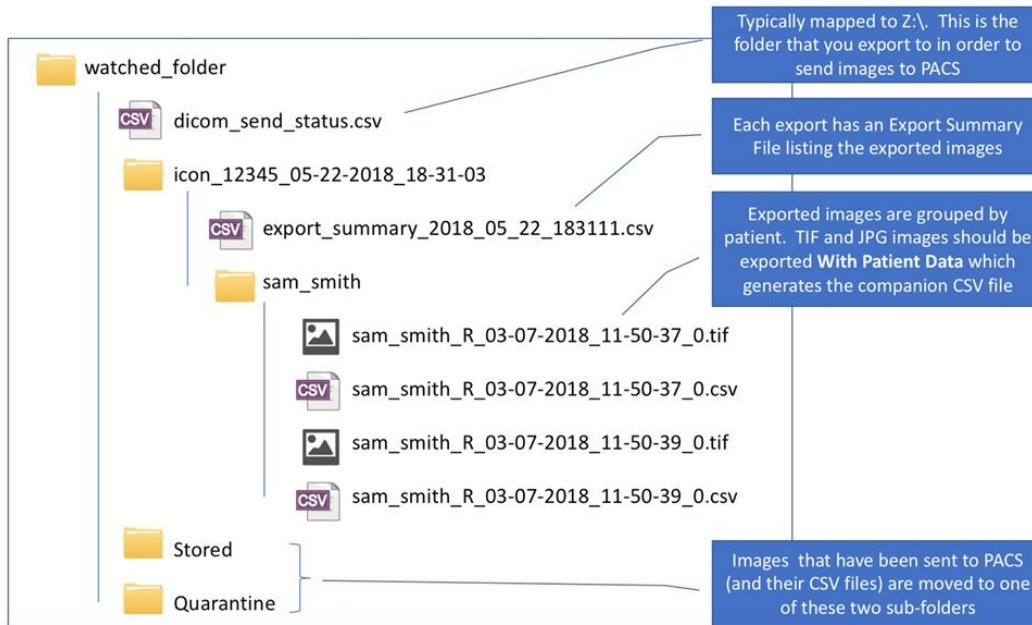 Typically mapped to Z:\. This is the
folder that you export to in order to
send images to PACS
watched_folder
CSV
dicom_send_status.csv
Each export has an Export Summary
File listing the exported images
icon_12345_05-22-2018_18-31-03
CSV
export_summary_2018_05_22_183111.csv
Exported images are grouped by
patient. TIF and JPG images should be
exported With Patient Data which
generates the companion CSV file
sam_smith
sam_smith_R_03-07-2018_11-50-37_0.tif
CSV
sam_smith_R_03-07-2018_11-50-37_0.csv
sam_smith_R_03-07-2018_11-50-39_0.tif
CSV
sam_smith_R_03-07-2018_11-50-39_0.csv
Stored
Quarantine
Images that have been sent to PACS
(and their CSV files) are moved to one
of these two sub-folders